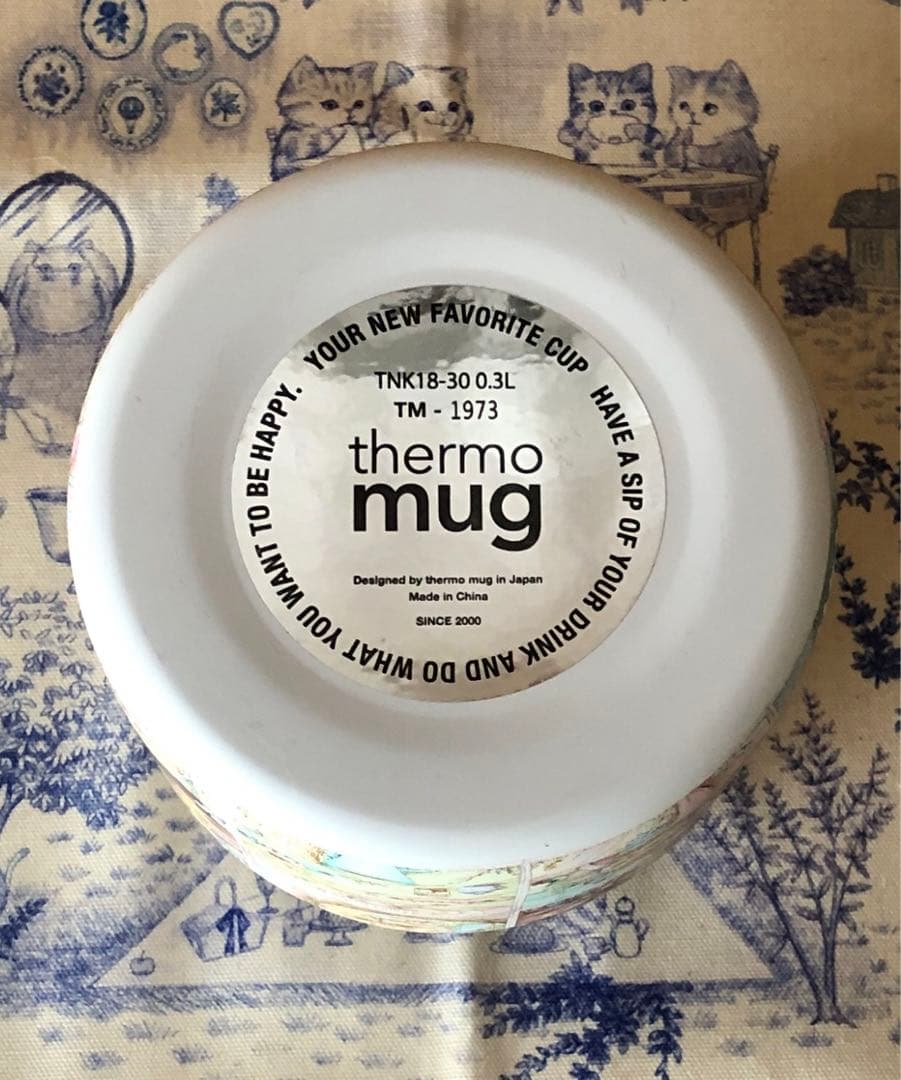 YOUR NEW FAVORITE CUP
HAVE A SIP OF YOUR DRINK AND DO WHAT YOU WANT TO BE HAPPY.
TNK18-30 0.3L
TM - 1973
thermo
mug
Designed by thermo mug in Japan
Made in China
SINCE 2000